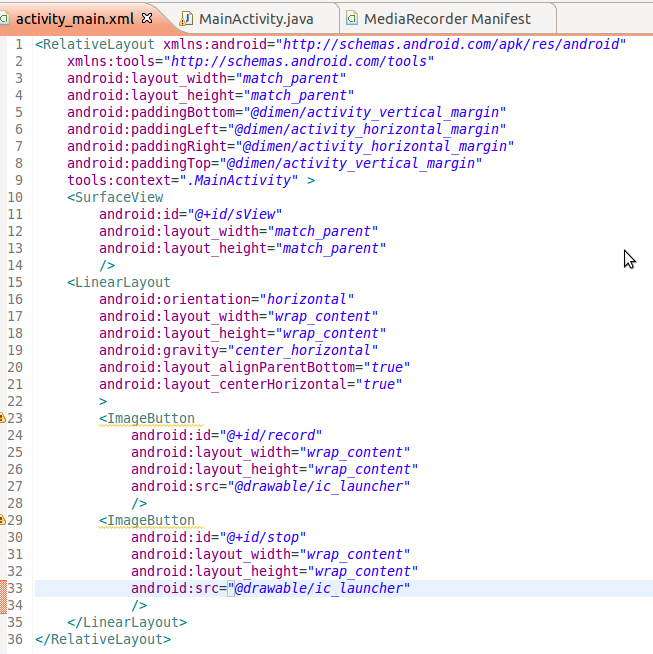 activity_main.xml MainActivity.java MediaRecorder Manifest
1 <RelativeLayout xmlns:android="http://schemas.android.com/apk/res/android"
2 xmlns:tools="http://schemas.android.com/tools"
3 android:layout_width="match_parent"
4 android:layout_height="match_parent"
5 android:paddingBottom="@dimen/activity_vertical_margin"
6 android:paddingLeft="@dimen/activity_horizontal_margin"
7 android:paddingRight="@dimen/activity_horizontal_margin"
8 android:paddingTop="@dimen/activity_vertical_margin"
9 tools:context=".MainActivity" >
10 <SurfaceView
11 android:id="@+id/sView"
12 android:layout_width="match_parent"
13 android:layout_height="match_parent"
14 />
15 <LinearLayout
16 android:orientation="horizontal"
17 android:layout_width="wrap_content"
18 android:layout_height="wrap_content"
19 android:gravity="center_horizontal"
20 android:layout_alignParentBottom="true"
21 android:layout_centerHorizontal="true"
22 >
23 <ImageButton
24 android:id="@+id/record"
25 android:layout_width="wrap_content"
26 android:layout_height="wrap_content"
27 android:src="@drawable/ic_launcher"
28 />
29 <ImageButton
30 android:id="@+id/stop"
31 android:layout_width="wrap_content"
32 android:layout_height="wrap_content"
33 android:src="@drawable/ic_launcher"
34 />
35 </LinearLayout>
36 </RelativeLayout>